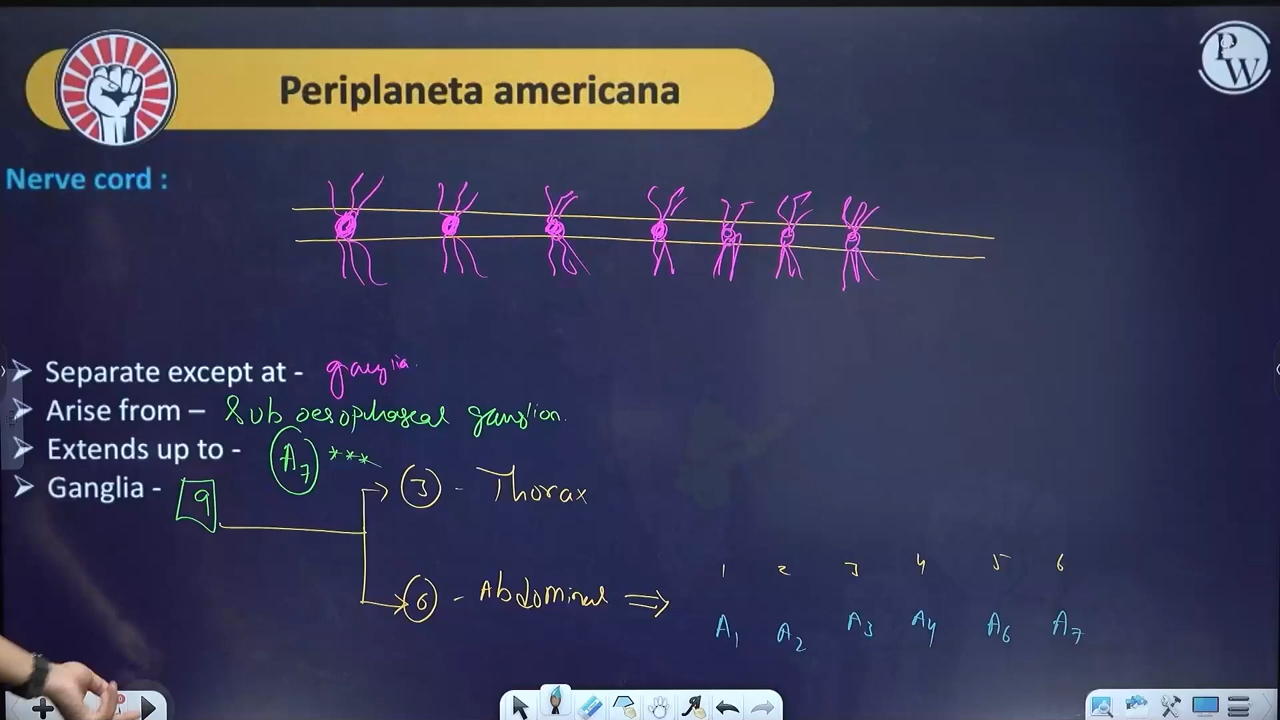 Periplaneta americana
PW
Nerve cord :
Separate except at - ganglia.
Arise from – Sub oesophageal ganglion.
Extends up to - A7 ***
Ganglia - 9
3 - Thorax
6 - Abdominal ⇒
1 2 3 4 5 6
A1 A2 A3 A4 A6 A7